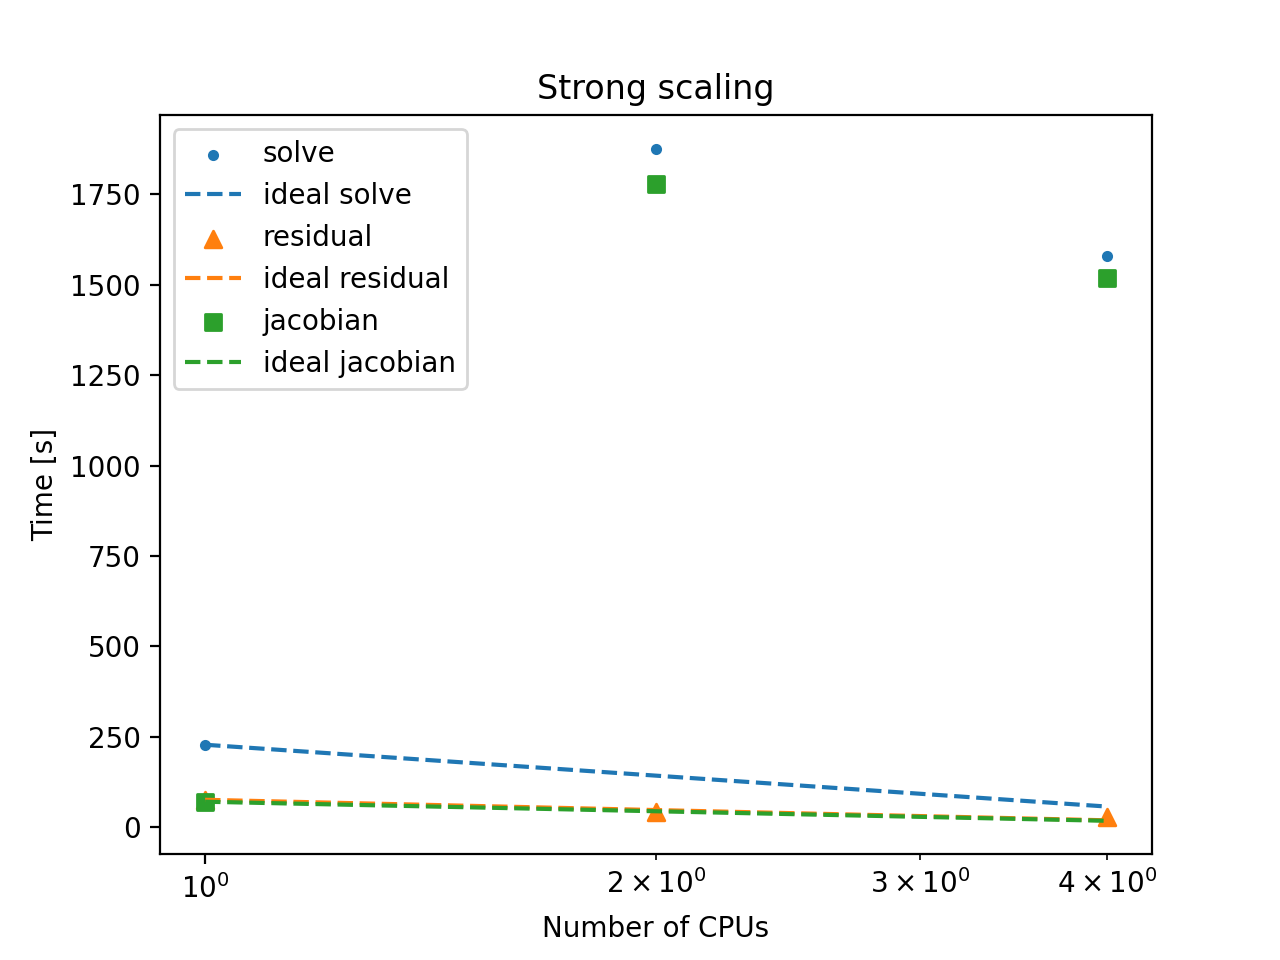 Strong scaling
solve
ideal solve
residual
ideal residual
jacobian
ideal jacobian
Time [s]
1750
1500
1250
1000
750
500
250
0
10⁰
2 × 10⁰
3 × 10⁰
4 × 10⁰
Number of CPUs